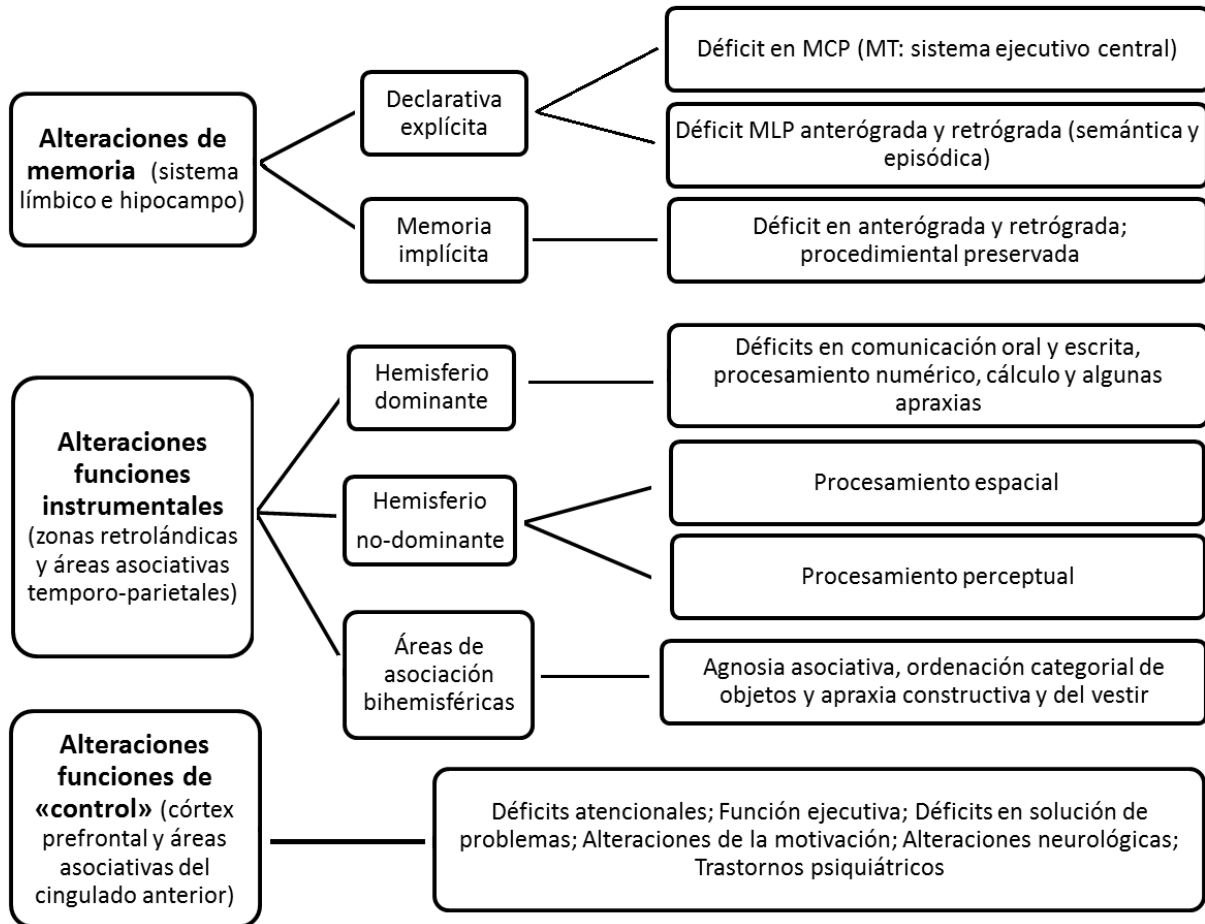 Alteraciones de
memoria (sistema
límbico e hipocampo)
Declarativa
explícita
Déficit en MCP (MT: sistema ejecutivo central)
Déficit MLP anterógrada y retrógrada (semántica y
episódica)
Memoria
implícita
Déficit en anterógrada y retrógrada;
procedimiental preservada
Alteraciones
funciones
instrumentales
(zonas retrolándicas
y áreas asociativas
temporo-parietales)
Hemisferio
dominante
Déficits en comunicación oral y escrita,
procesamiento numérico, cálculo y algunas
apraxias
Hemisferio
no-dominante
Procesamiento espacial
Procesamiento perceptual
Áreas de
asociación
bihemisféricas
Agnosia asociativa, ordenación categorial de
objetos y apraxia constructiva y del vestir
Alteraciones
funciones de
«control» (córtex
prefrontal y áreas
asociativas del
cingulado anterior)
Déficits atencionales; Función ejecutiva; Déficits en solución de
problemas; Alteraciones de la motivación; Alteraciones neurológicas;
Trastornos psiquiátricos